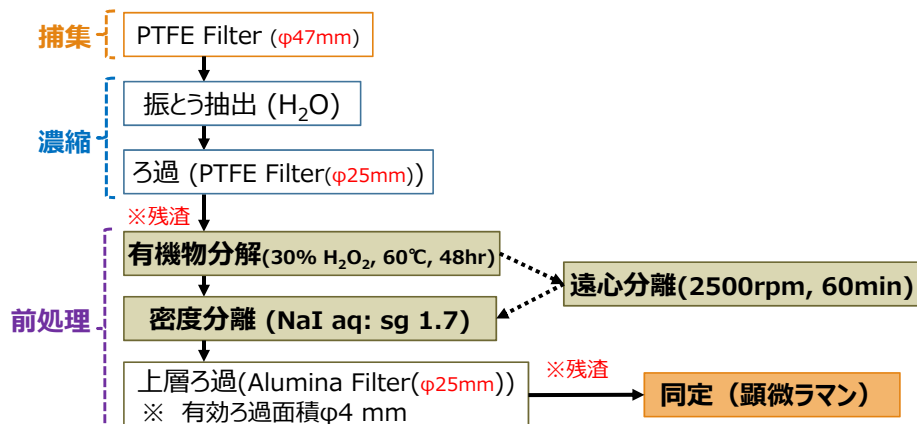 捕集
PTFE Filter (φ47mm)
濃縮
振とう抽出 (H₂O)
ろ過 (PTFE Filter(φ25mm))
※残渣
前処理
有機物分解(30% H₂O₂, 60℃, 48hr)
遠心分離(2500rpm, 60min)
密度分離 (NaI aq: sg 1.7)
上層ろ過(Alumina Filter(φ25mm))
※ 有効ろ過面積φ4 mm
※残渣
同定（顕微ラマン）